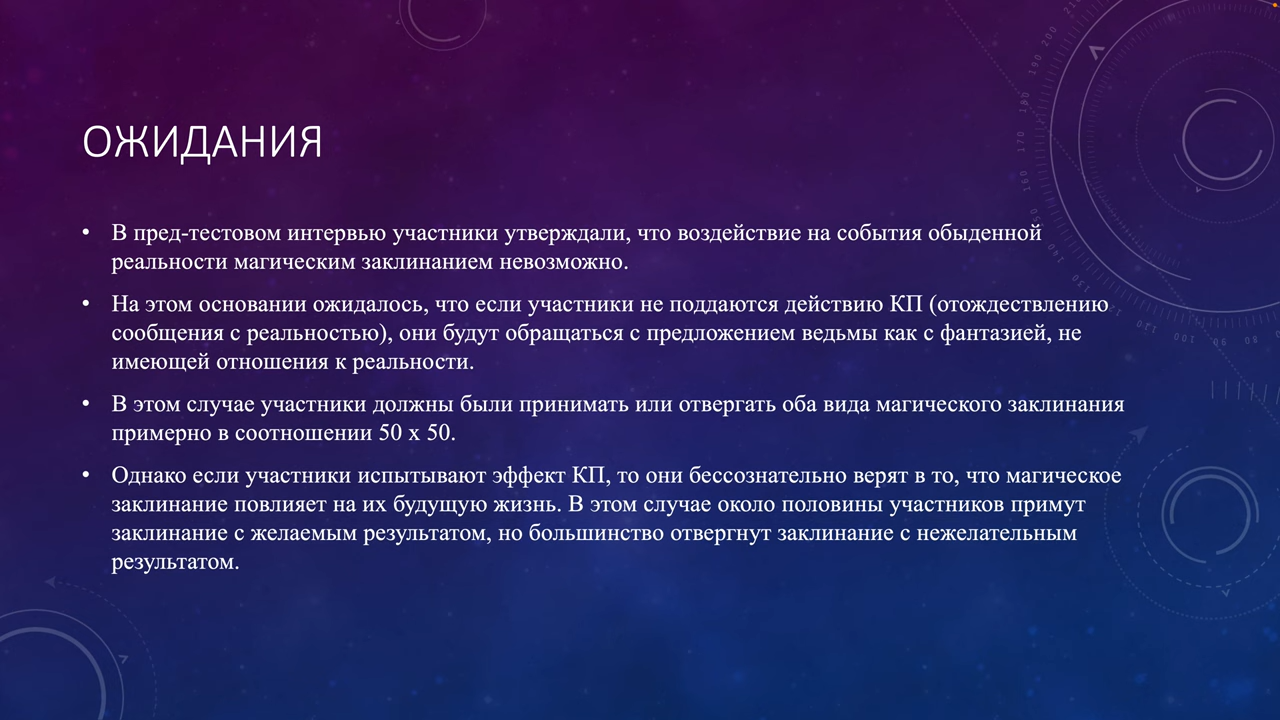 ОЖИДАНИЯ
• В пред-тестовом интервью участники утверждали, что воздействие на события обыденной
реальности магическим заклинанием невозможно.
• На этом основании ожидалось, что если участники не поддаются действию КП (отождествлению
сообщения с реальностью), они будут обращаться с предложением ведьмы как с фантазией, не
имеющей отношения к реальности.
• В этом случае участники должны были принимать или отвергать оба вида магического заклинания
примерно в соотношении 50 х 50.
• Однако если участники испытывают эффект КП, то они бессознательно верят в то, что магическое
заклинание повлияет на их будущую жизнь. В этом случае около половины участников примут
заклинание с желаемым результатом, но большинство отвергнут заклинание с нежелательным
результатом.